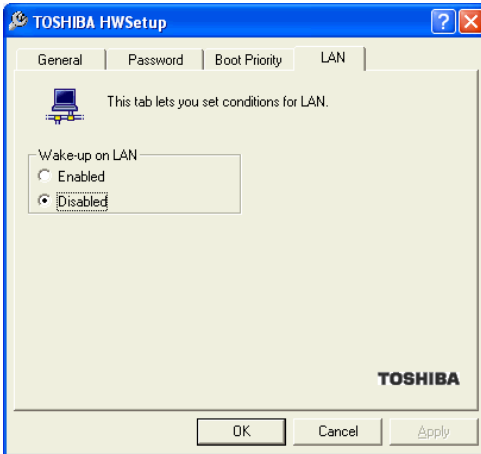 TOSHIBA HWSetup
General Password Boot Priority LAN
This tab lets you set conditions for LAN.
Wake-up on LAN
Enabled
Disabled
TOSHIBA
OK Cancel Apply